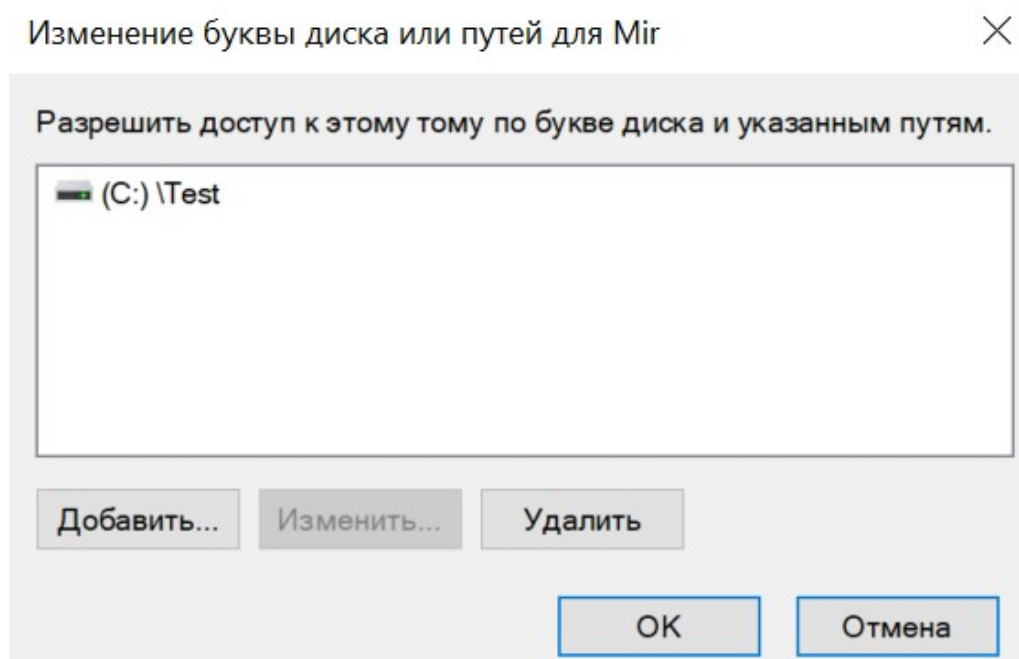 Изменение буквы диска или путей для Mir
Разрешить доступ к этому тому по букве диска и указанным путям.
(C:) \Test
Добавить... Изменить... Удалить
ОК Отмена